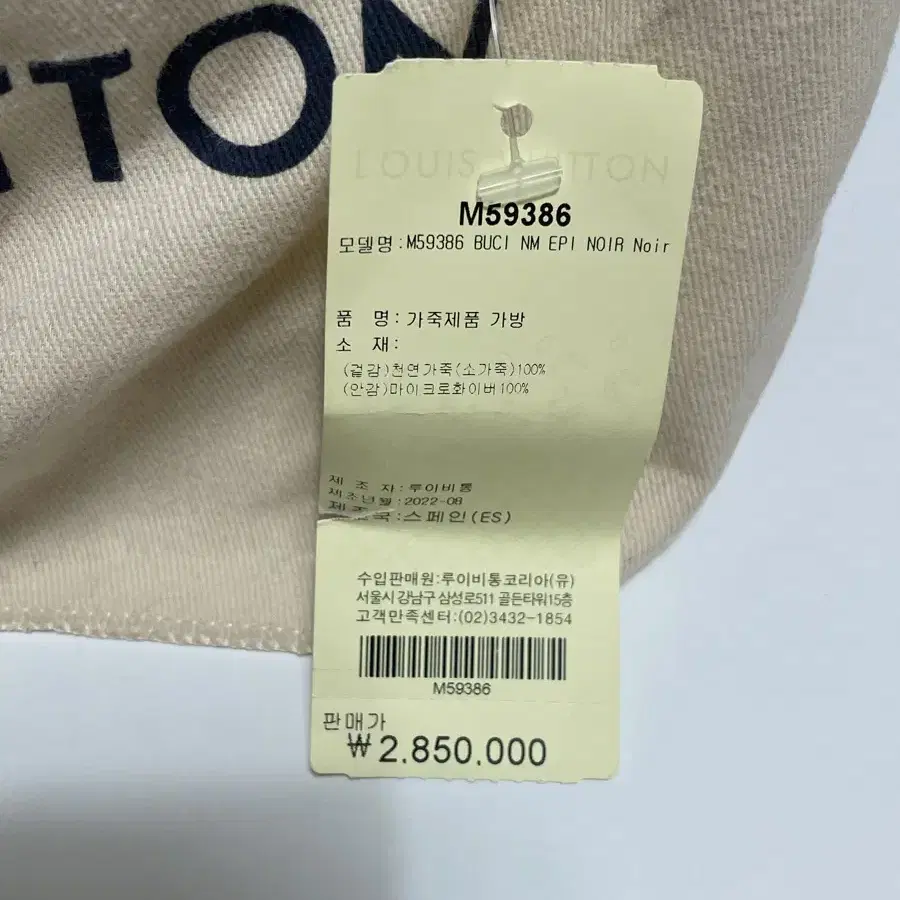 TTON
LOUIS VUITTON
M59386
모델명:M59386 BUCI NM EPI NOIR Noir
품 명:가죽제품 가방
소 재:
(겉감)천연가죽(소가죽)100%
(안감)마이크로화이버100%
제 조 자:루이비통
제조년월:2022-08
제조국:스페인(ES)
수입판매원:루이비통코리아(유)
서울시 강남구 삼성로511 골든타워15층
고객만족센터:(02)3432-1854
M59386
판매가
₩2.850.000